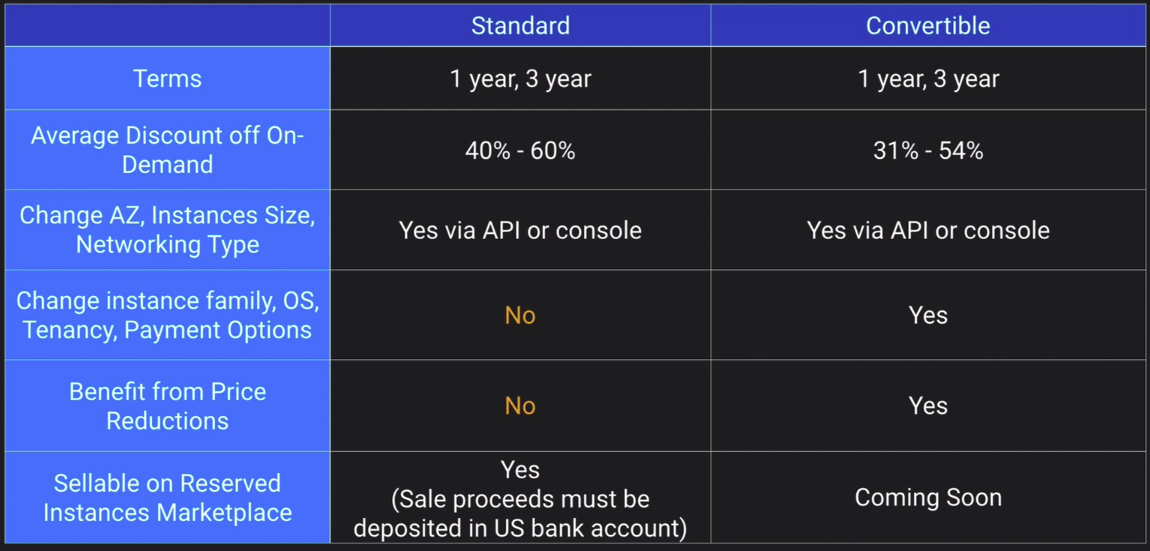 Standard Convertible
Terms 1 year, 3 year 1 year, 3 year
Average Discount off On-
Demand 40% - 60% 31% - 54%
Change AZ, Instances Size,
Networking Type Yes via API or console Yes via API or console
Change instance family, OS,
Tenancy, Payment Options No Yes
Benefit from Price
Reductions No Yes
Sellable on Reserved
Instances Marketplace
Yes
(Sale proceeds must be
deposited in US bank account)
Coming Soon